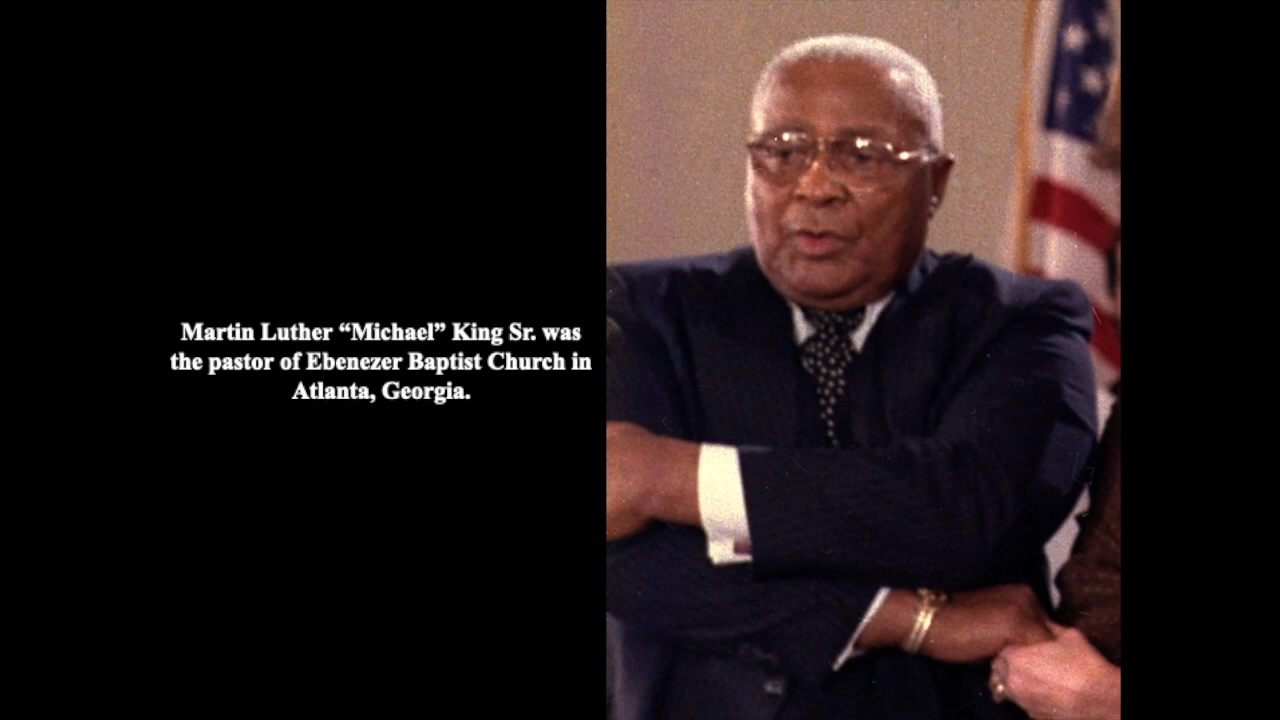 Martin Luther “Michael” King Sr. was
the pastor of Ebenezer Baptist Church in
Atlanta, Georgia.